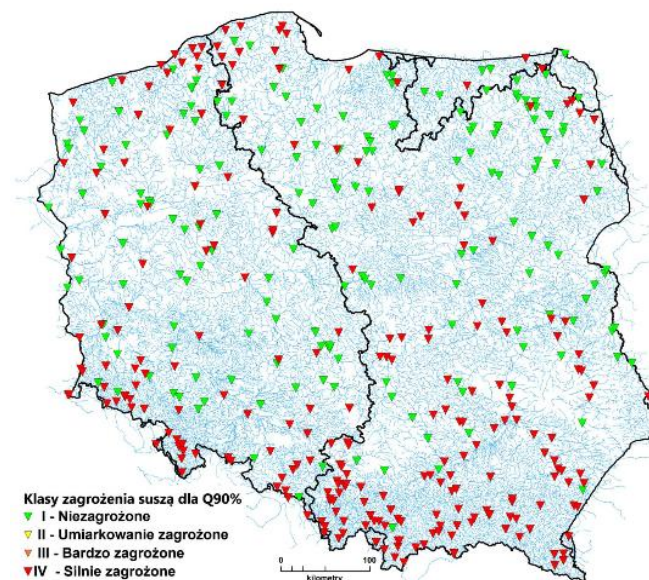 Klasy zagrożenia suszą dla Q90%
I - Niezagrożone
II - Umiarkowanie zagrożone
III - Bardzo zagrożone
IV - Silnie zagrożone
0 100
kilometry